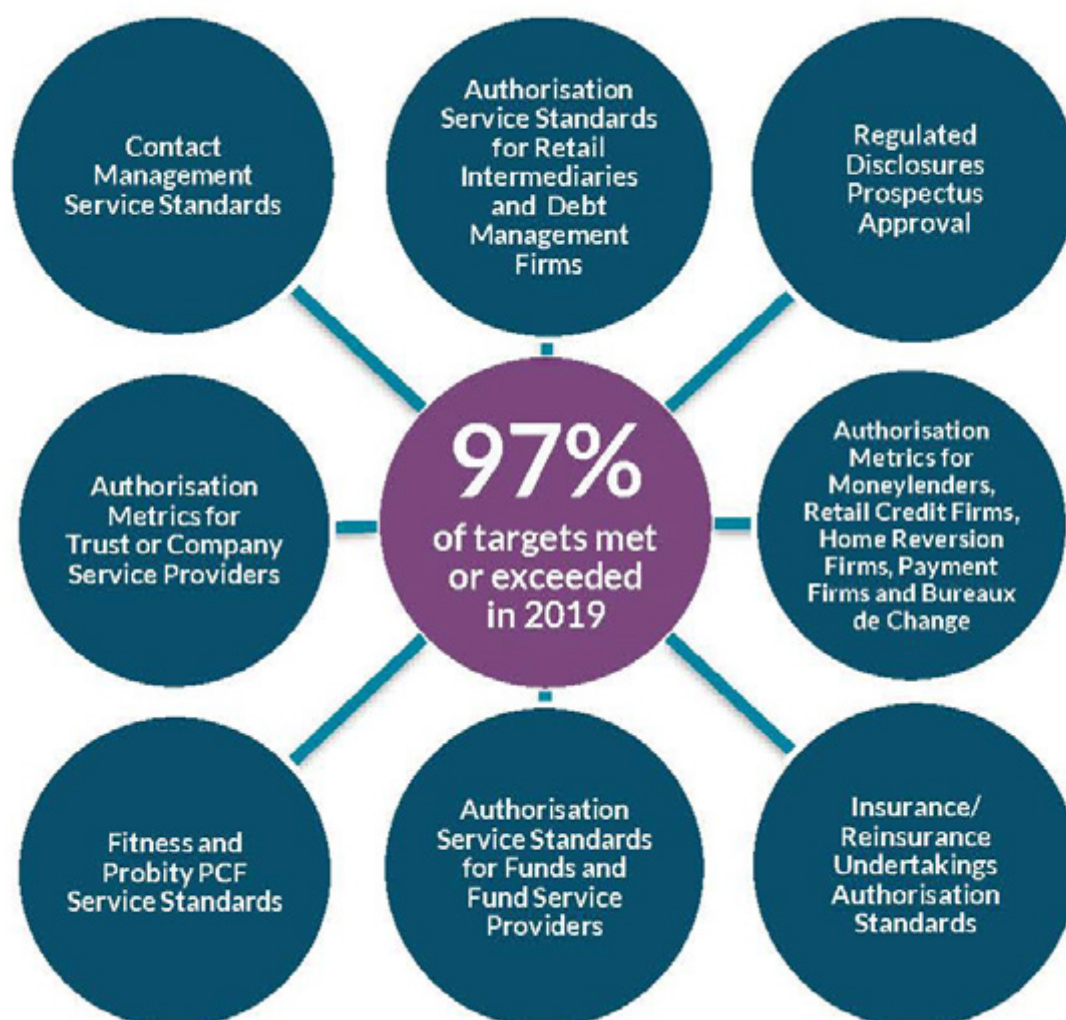 Contact
Management
Service Standards
Authorisation
Service Standards
for Retail
Intermediaries
and Debt
Management
Firms
Regulated
Disclosures
Prospectus
Approval
Authorisation
Metrics for
Trust or Company
Service Providers
97%
of targets met
or exceeded
in 2019
Authorisation
Metrics for
Moneylenders,
Retail Credit Firms,
Home Reversion
Firms, Payment
Firms and Bureaux
de Change
Fitness and
Probity PCF
Service Standards
Authorisation
Service Standards
for Funds and
Fund Service
Providers
Insurance/
Reinsurance
Undertakings
Authorisation
Standards